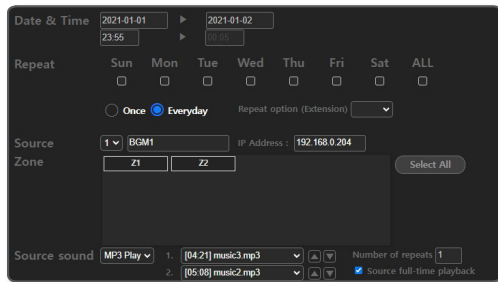 Date & Time 2021-01-01 ▶ 2021-01-02
23:55 ▶ 00:05
Repeat Sun Mon Tue Wed Thu Fri Sat ALL
Once Everyday Repeat option (Extension)
Source 1 BGM1 IP Address : 192.168.0.204
Zone Z1 Z2 Select All
Source sound MP3 Play 1. [04:21] music3.mp3 Number of repeats 1
2. [05:08] music2.mp3 Source full-time playback